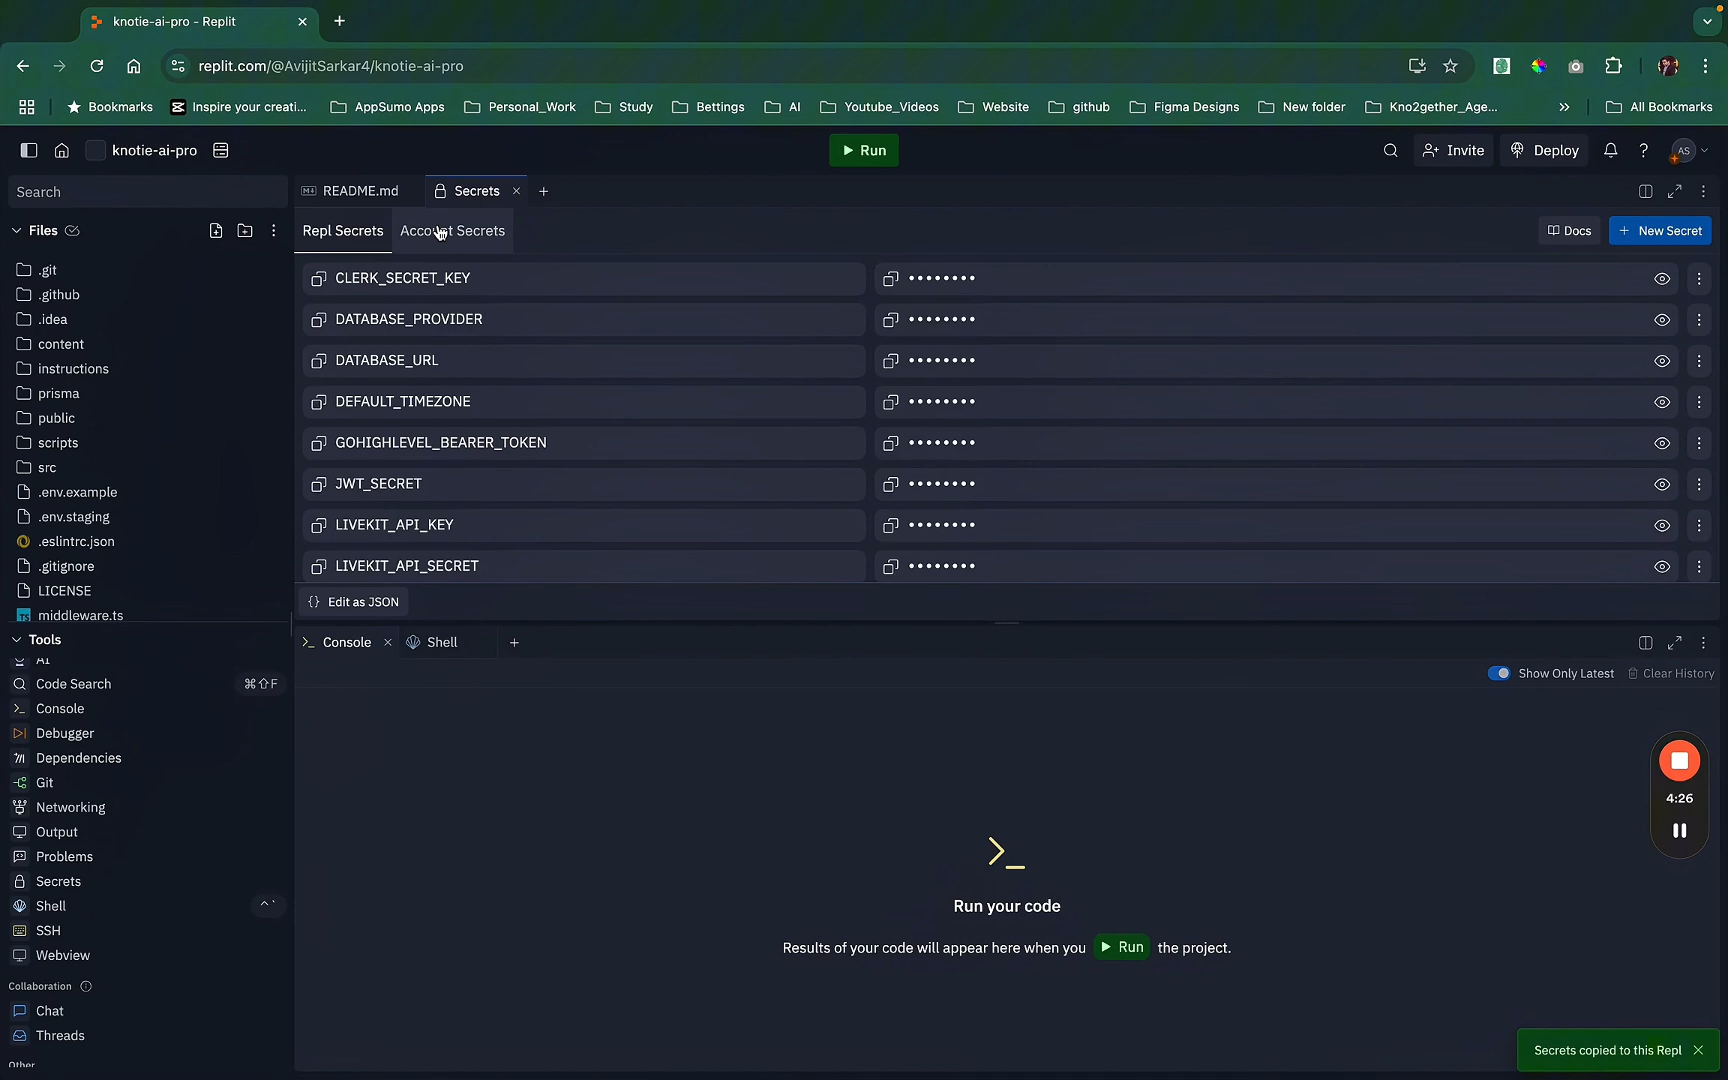 knotie-ai-pro - Replit
replit.com/@AvijitSarkar4/knotie-ai-pro
Bookmarks
Inspire your creati...
AppSumo Apps
Personal_Work
Study
Bettings
AI
Youtube_Videos
Website
github
Figma Designs
New folder
Kno2gether_Age...
All Bookmarks
knotie-ai-pro
Run
Invite
Deploy
AS
Search
README.md
Secrets
Files
Repl Secrets
Account Secrets
Docs
New Secret
.git
.github
.idea
content
instructions
prisma
public
scripts
src
.env.example
.env.staging
.eslintrc.json
.gitignore
LICENSE
middleware.ts
CLERK_SECRET_KEY
••••••••
DATABASE_PROVIDER
••••••••
DATABASE_URL
••••••••
DEFAULT_TIMEZONE
••••••••
GOHIGHLEVEL_BEARER_TOKEN
••••••••
JWT_SECRET
••••••••
LIVEKIT_API_KEY
••••••••
LIVEKIT_API_SECRET
••••••••
{} Edit as JSON
Tools
AI
Code Search
⌘⇧F
Console
Debugger
Dependencies
Git
Networking
Output
Problems
Secrets
Shell
^ `
SSH
Webview
Collaboration
Chat
Threads
Other
Console
Shell
Show Only Latest
Clear History
Run your code
Results of your code will appear here when you Run the project.
4:26
Secrets copied to this Repl